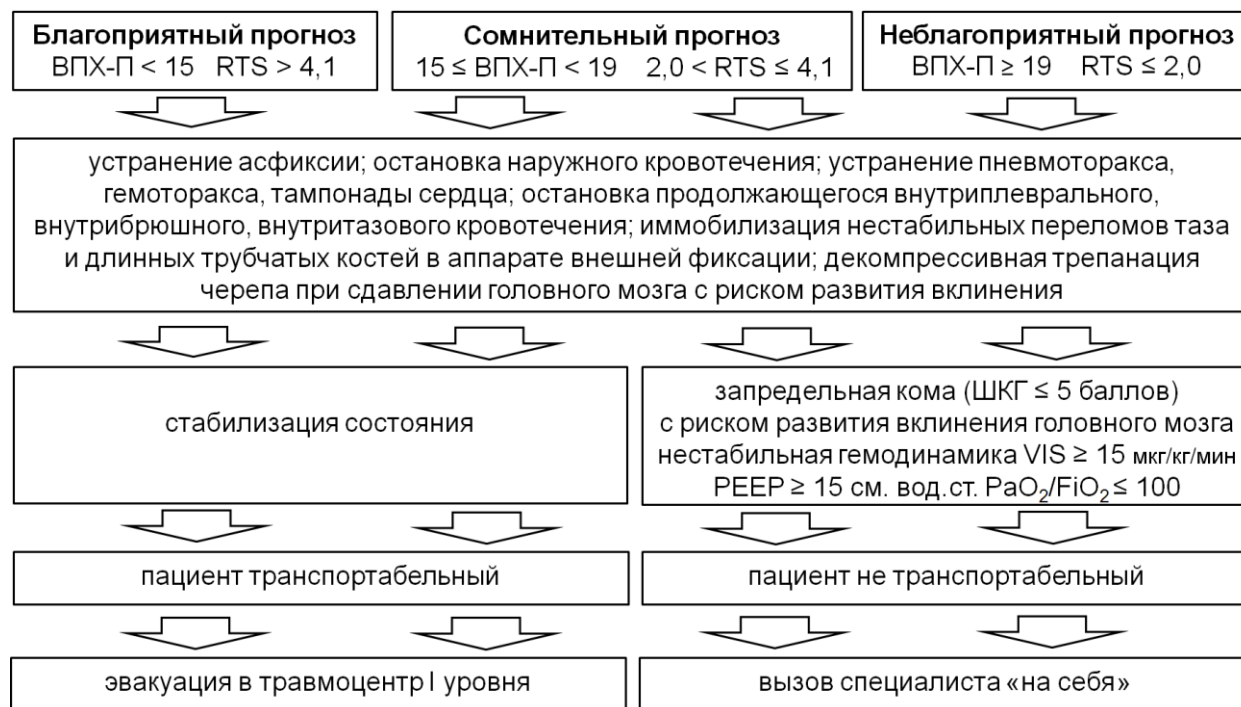 Благоприятный прогноз
ВПХ-П < 15 RTS > 4,1
Сомнительный прогноз
15 ≤ ВПХ-П < 19 2,0 < RTS ≤ 4,1
Неблагоприятный прогноз
ВПХ-П ≥ 19 RTS ≤ 2,0
устранение асфиксии; остановка наружного кровотечения; устранение пневмоторакса,
гемоторакса, тампонады сердца; остановка продолжающегося внутриплеврального,
внутрибрюшного, внутритазового кровотечения; иммобилизация нестабильных переломов таза
и длинных трубчатых костей в аппарате внешней фиксации; декомпрессивная трепанация
черепа при сдавлении головного мозга с риском развития вклинения
стабилизация состояния
запредельная кома (ШКГ ≤ 5 баллов)
с риском развития вклинения головного мозга
нестабильная гемодинамика VIS ≥ 15 мкг/кг/мин
PEEP ≥ 15 см. вод.ст. PaO₂/FiO₂ ≤ 100
пациент транспортабельный
пациент не транспортабельный
эвакуация в травмоцентр I уровня
вызов специалиста «на себя»